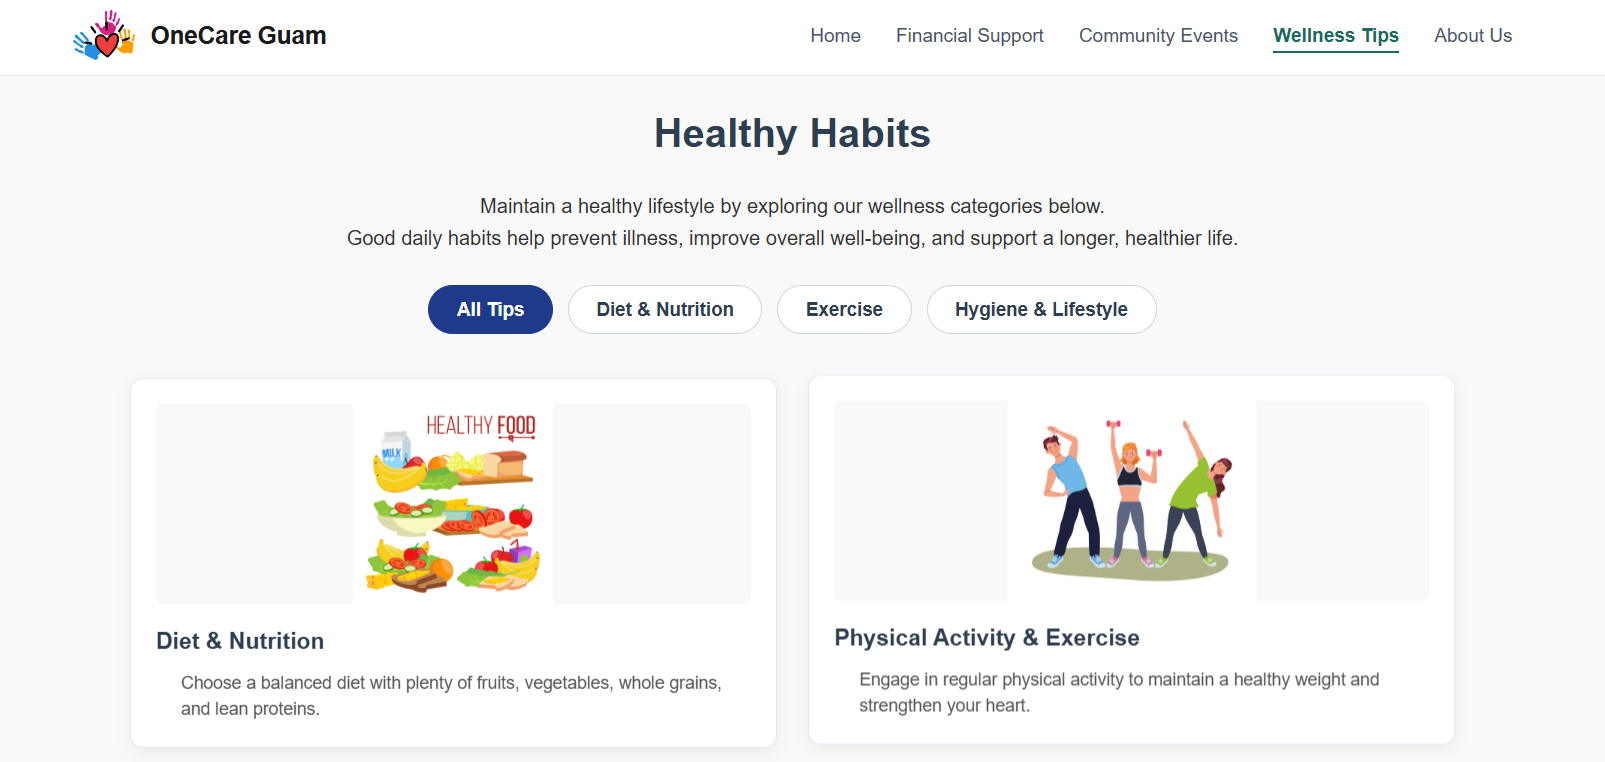 OneCare Guam
Home
Financial Support
Community Events
Wellness Tips
About Us
Healthy Habits
Maintain a healthy lifestyle by exploring our wellness categories below.
Good daily habits help prevent illness, improve overall well-being, and support a longer, healthier life.
All Tips
Diet & Nutrition
Exercise
Hygiene & Lifestyle
HEALTHY FOOD
MILK
Diet & Nutrition
Choose a balanced diet with plenty of fruits, vegetables, whole grains,
and lean proteins.
Physical Activity & Exercise
Engage in regular physical activity to maintain a healthy weight and
strengthen your heart.